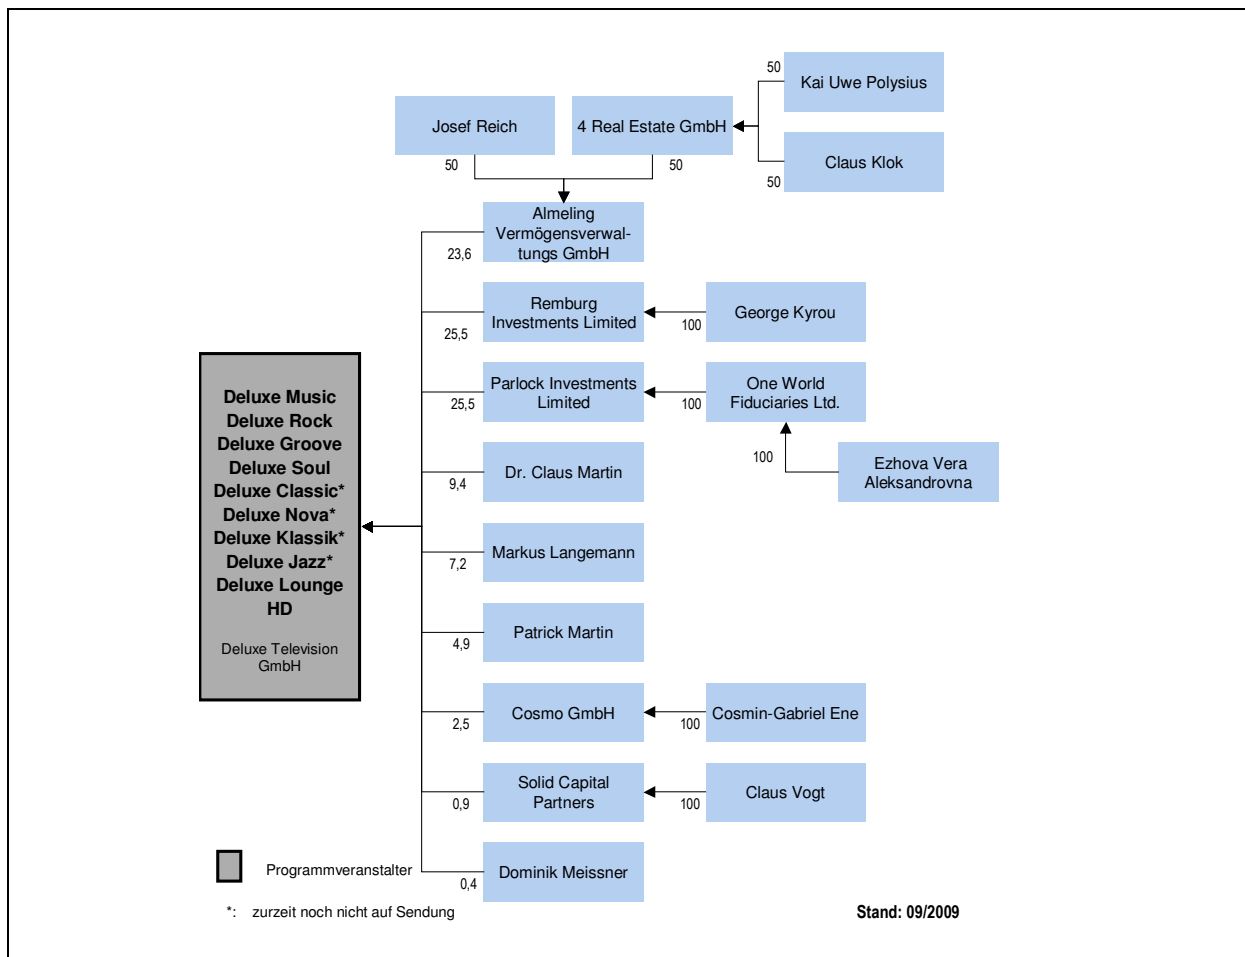 50
Kai Uwe Polysius
Josef Reich
4 Real Estate GmbH
Claus Klok
50
50
50
Almeling
Vermögensverwal-
tungs GmbH
23,6
Remburg
Investments Limited
George Kyrou
25,5
100
Parlock Investments
Limited
One World
Fiduciaries Ltd.
25,5
100
Deluxe Music
Deluxe Rock
Deluxe Groove
Deluxe Soul
Deluxe Classic*
Deluxe Nova*
Deluxe Klassik*
Deluxe Jazz*
Deluxe Lounge
HD
Deluxe Television
GmbH
Dr. Claus Martin
9,4
100
Ezhova Vera
Aleksandrovna
Markus Langemann
7,2
Patrick Martin
4,9
Cosmo GmbH
Cosmin-Gabriel Ene
2,5
100
Solid Capital
Partners
Claus Vogt
0,9
100
Dominik Meissner
0,4
Programmveranstalter
*: zurzeit noch nicht auf Sendung
Stand: 09/2009